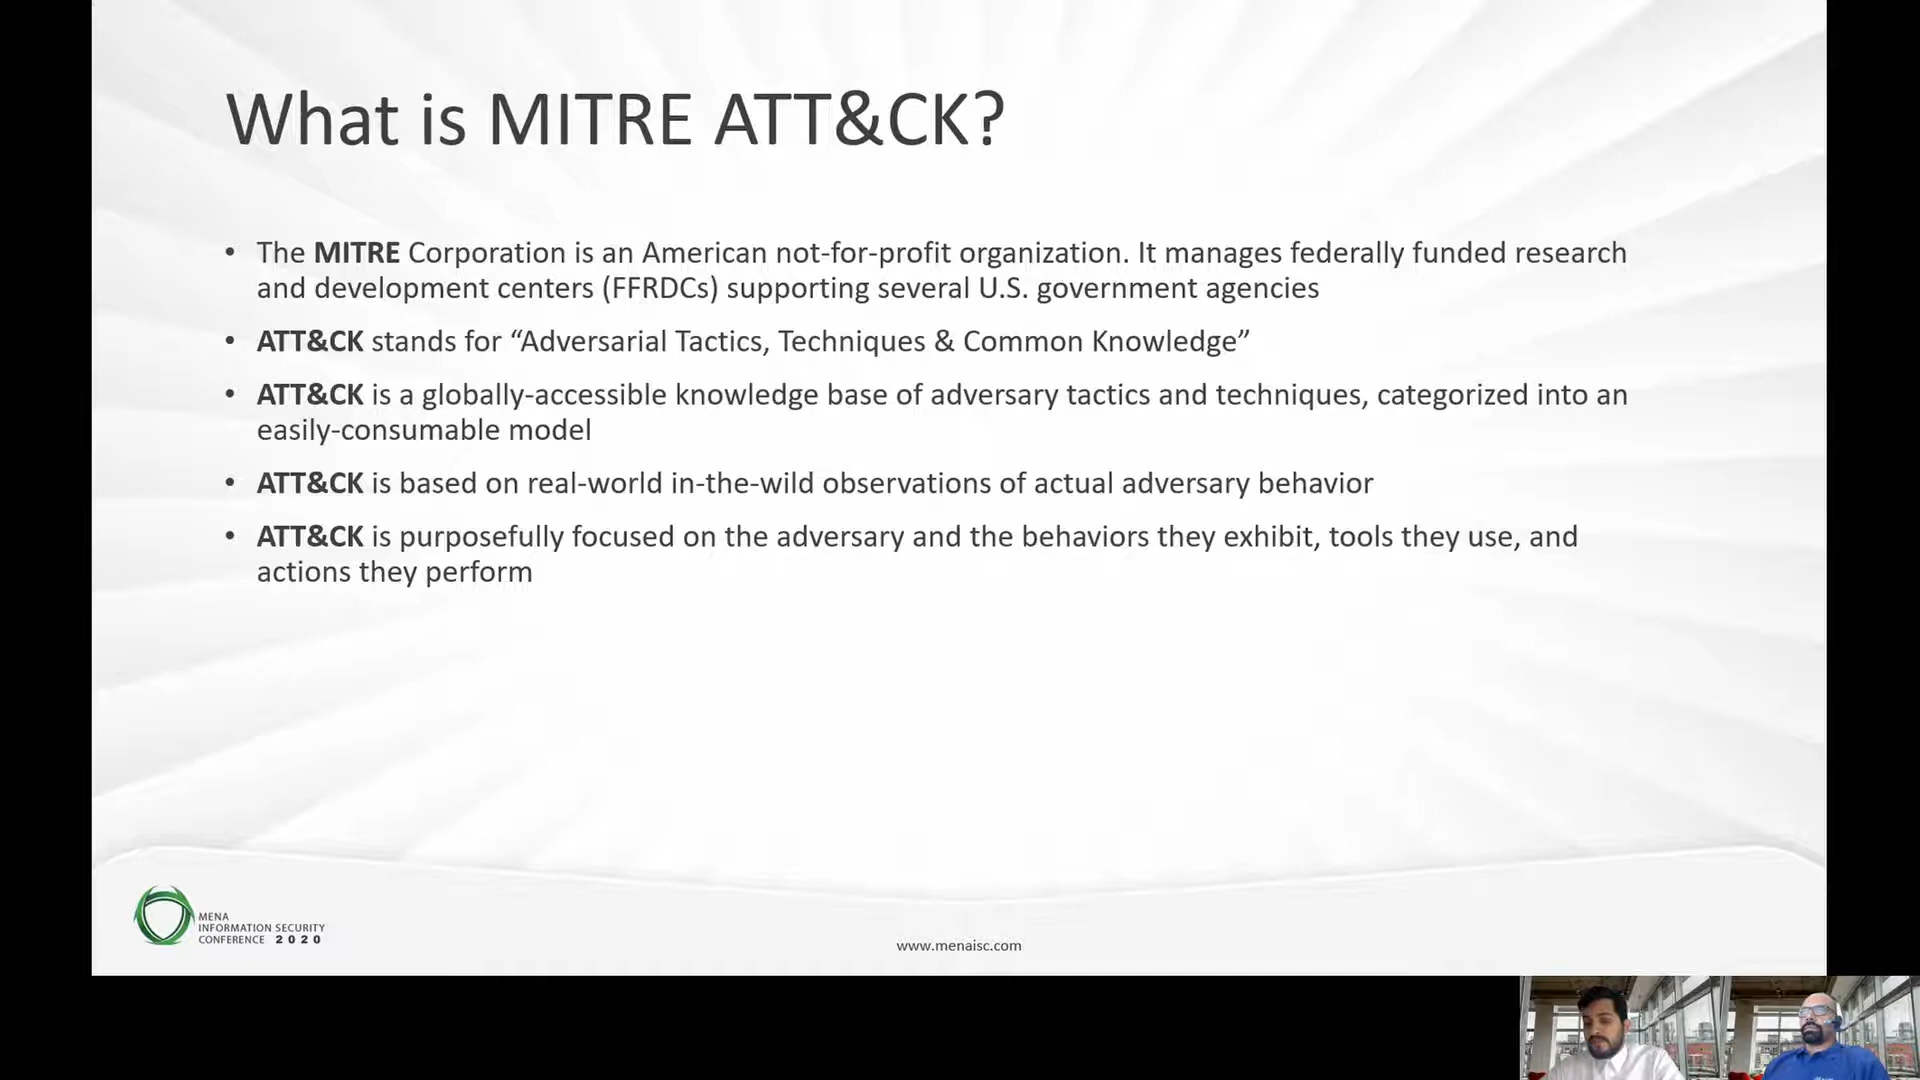 What is MITRE ATT&CK?
• The MITRE Corporation is an American not-for-profit organization. It manages federally funded research
and development centers (FFRDCs) supporting several U.S. government agencies
• ATT&CK stands for “Adversarial Tactics, Techniques & Common Knowledge”
• ATT&CK is a globally-accessible knowledge base of adversary tactics and techniques, categorized into an
easily-consumable model
• ATT&CK is based on real-world in-the-wild observations of actual adversary behavior
• ATT&CK is purposefully focused on the adversary and the behaviors they exhibit, tools they use, and
actions they perform
MENA
INFORMATION SECURITY
CONFERENCE 2020
www.menaisc.com